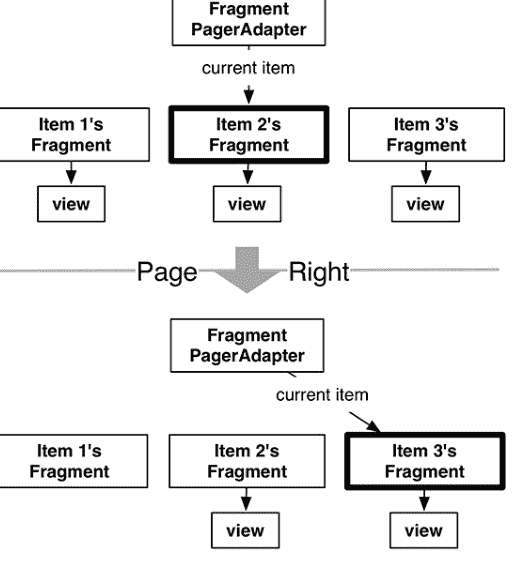 Fragment
PagerAdapter
current item
Item 1's
Fragment
Item 2's
Fragment
Item 3's
Fragment
view
view
view
Page Right
Fragment
PagerAdapter
current item
Item 1's
Fragment
Item 2's
Fragment
Item 3's
Fragment
view
view